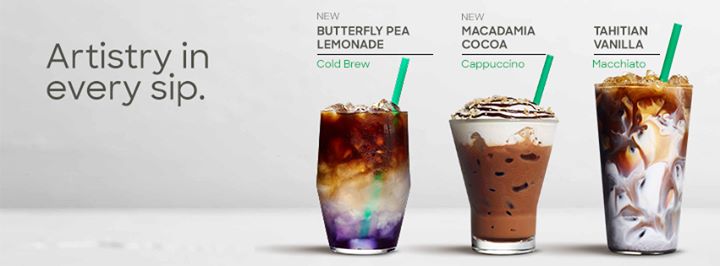 Artistry in
every sip.
NEW
BUTTERFLY PEA
LEMONADE
Cold Brew
NEW
MACADAMIA
COCOA
Cappuccino
TAHITIAN
VANILLA
Macchiato